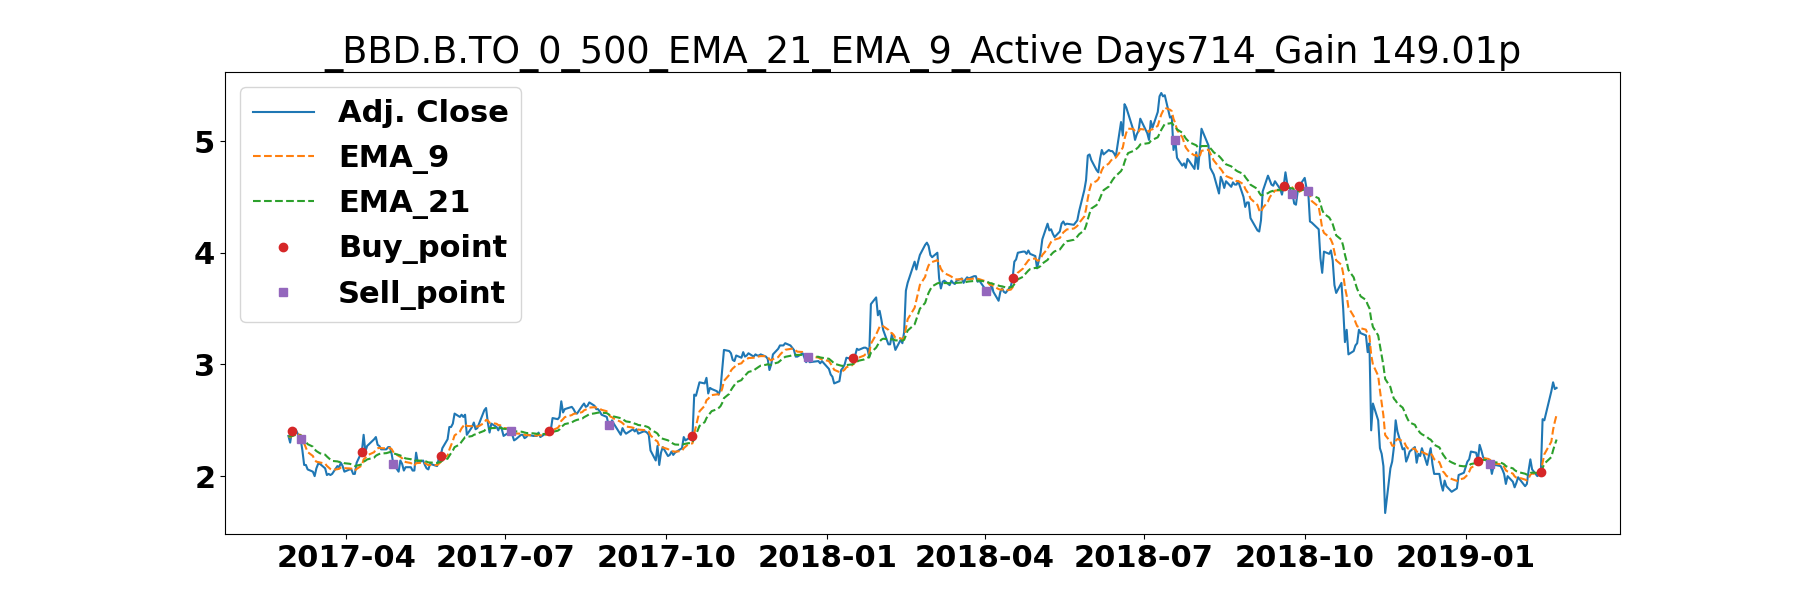 _BBD.B.TO_0_500_EMA_21_EMA_9_Active Days714_Gain 149.01p
Adj. Close
EMA_9
EMA_21
Buy_point
Sell_point
5
4
3
2
2017-04 2017-07 2017-10 2018-01 2018-04 2018-07 2018-10 2019-01